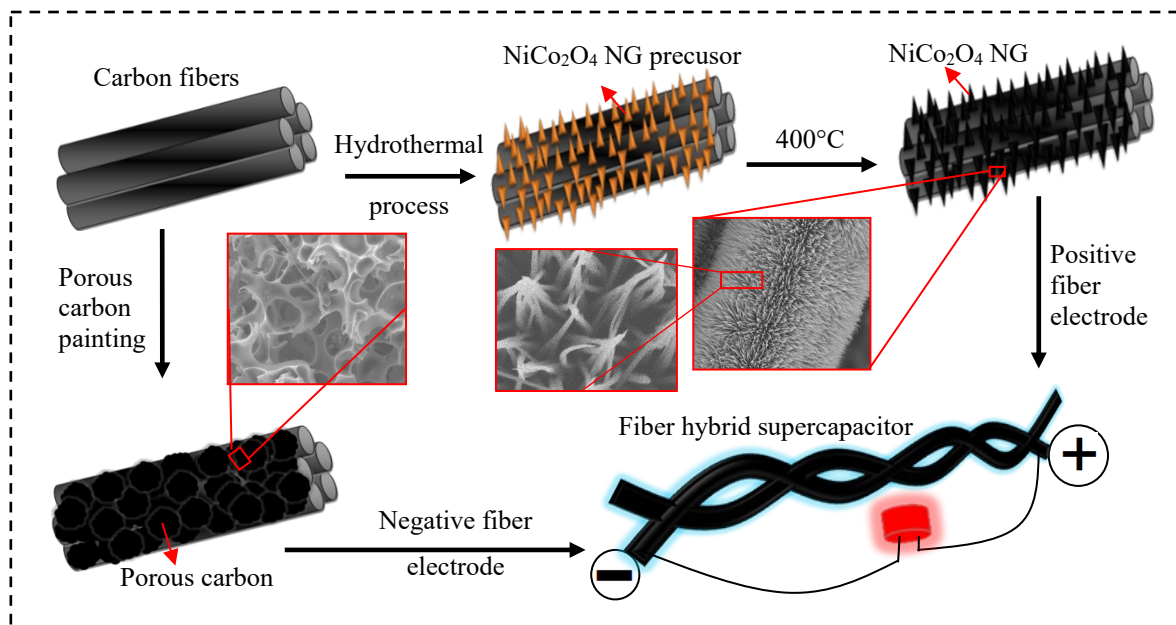 Carbon fibers
NiCo₂O₄ NG precusor
NiCo₂O₄ NG
Hydrothermal
process
400°C
Porous
carbon
painting
Positive
fiber
electrode
Fiber hybrid supercapacitor
+
Negative fiber
electrode
Porous carbon
−